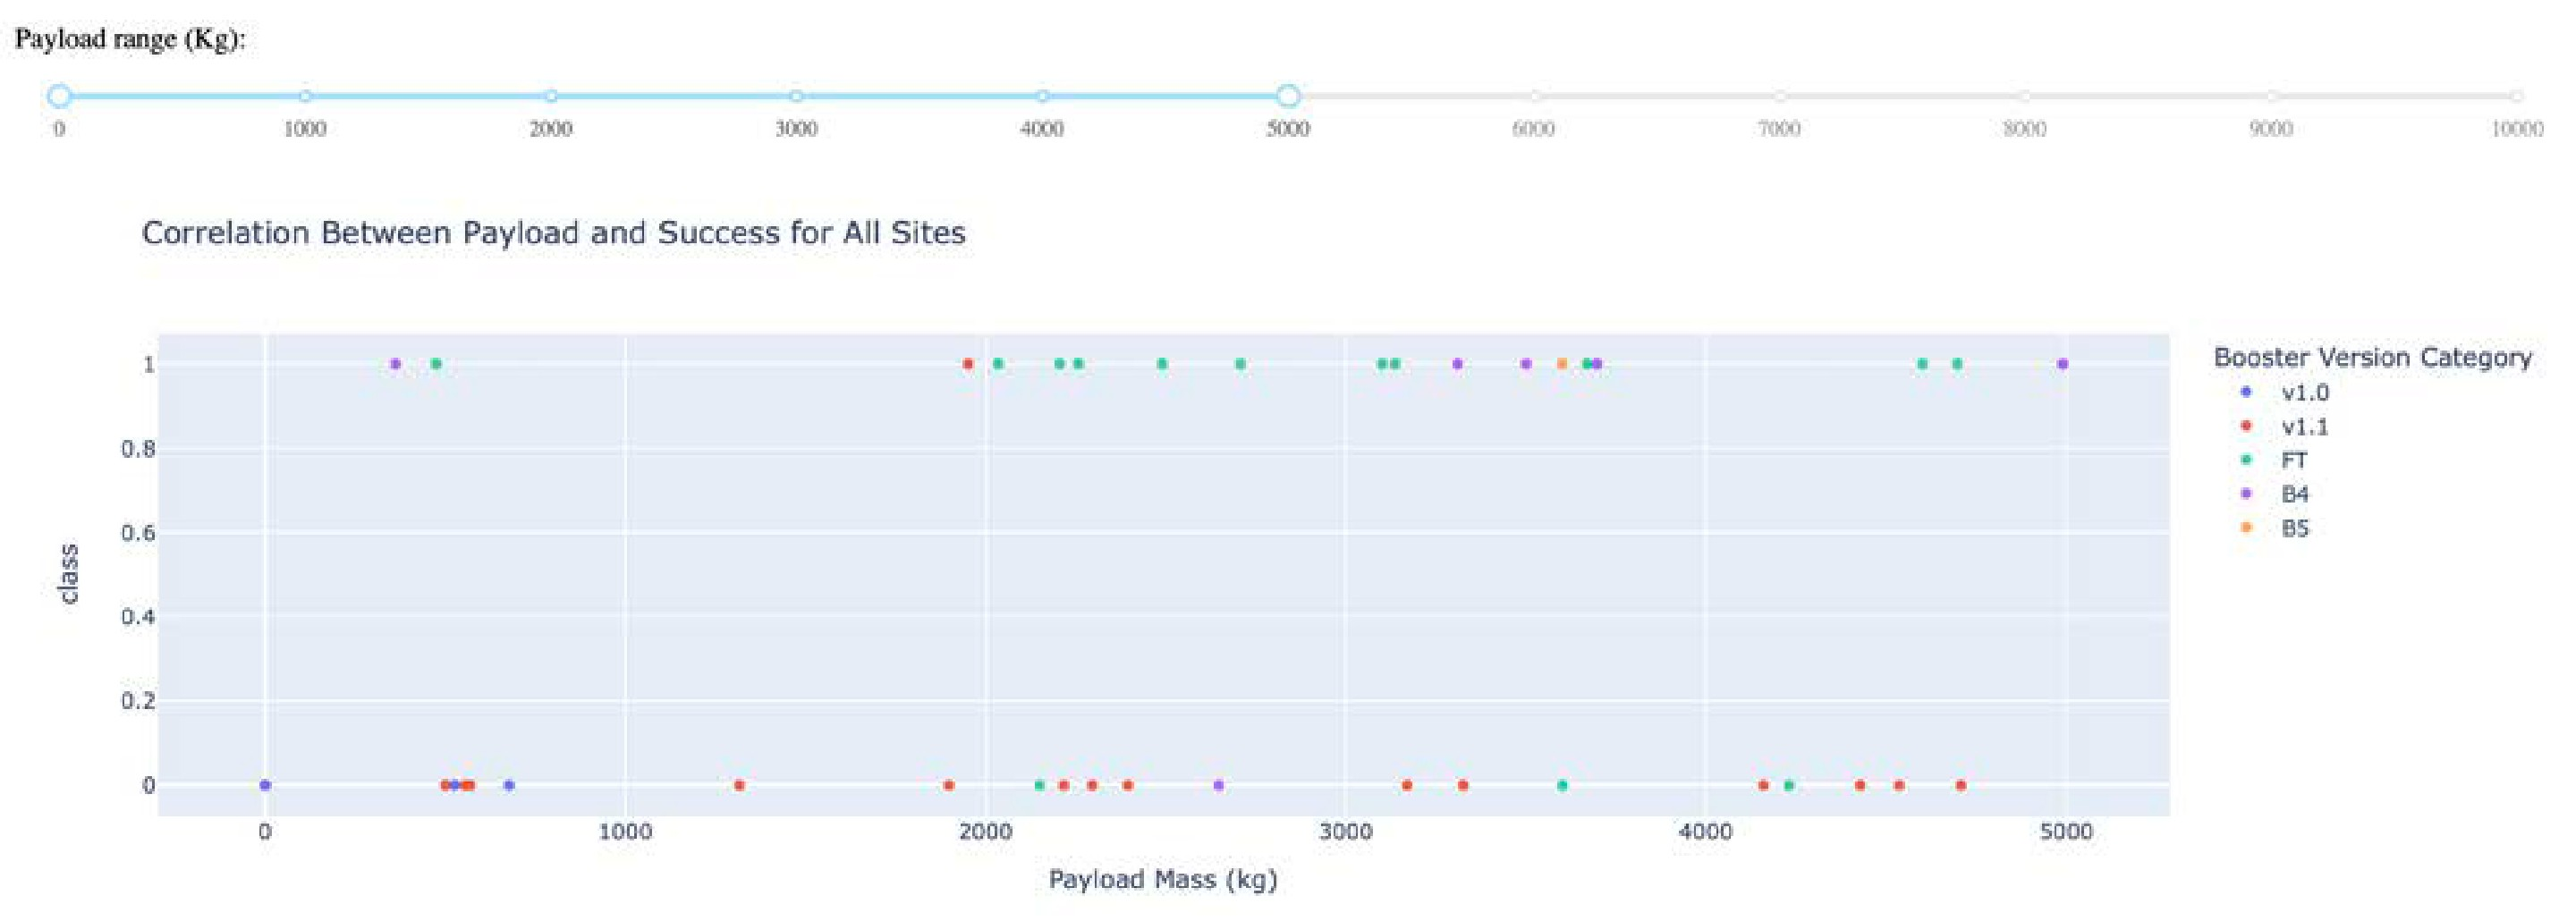 Payload range (Kg):
0 1000 2000 3000 4000 5000 6000 7000 8000 9000 10000
Correlation Between Payload and Success for All Sites
Booster Version Category
v1.0
v1.1
FT
B4
B5
1
0.8
0.6
0.4
0.2
0
class
0 1000 2000 3000 4000 5000
Payload Mass (kg)